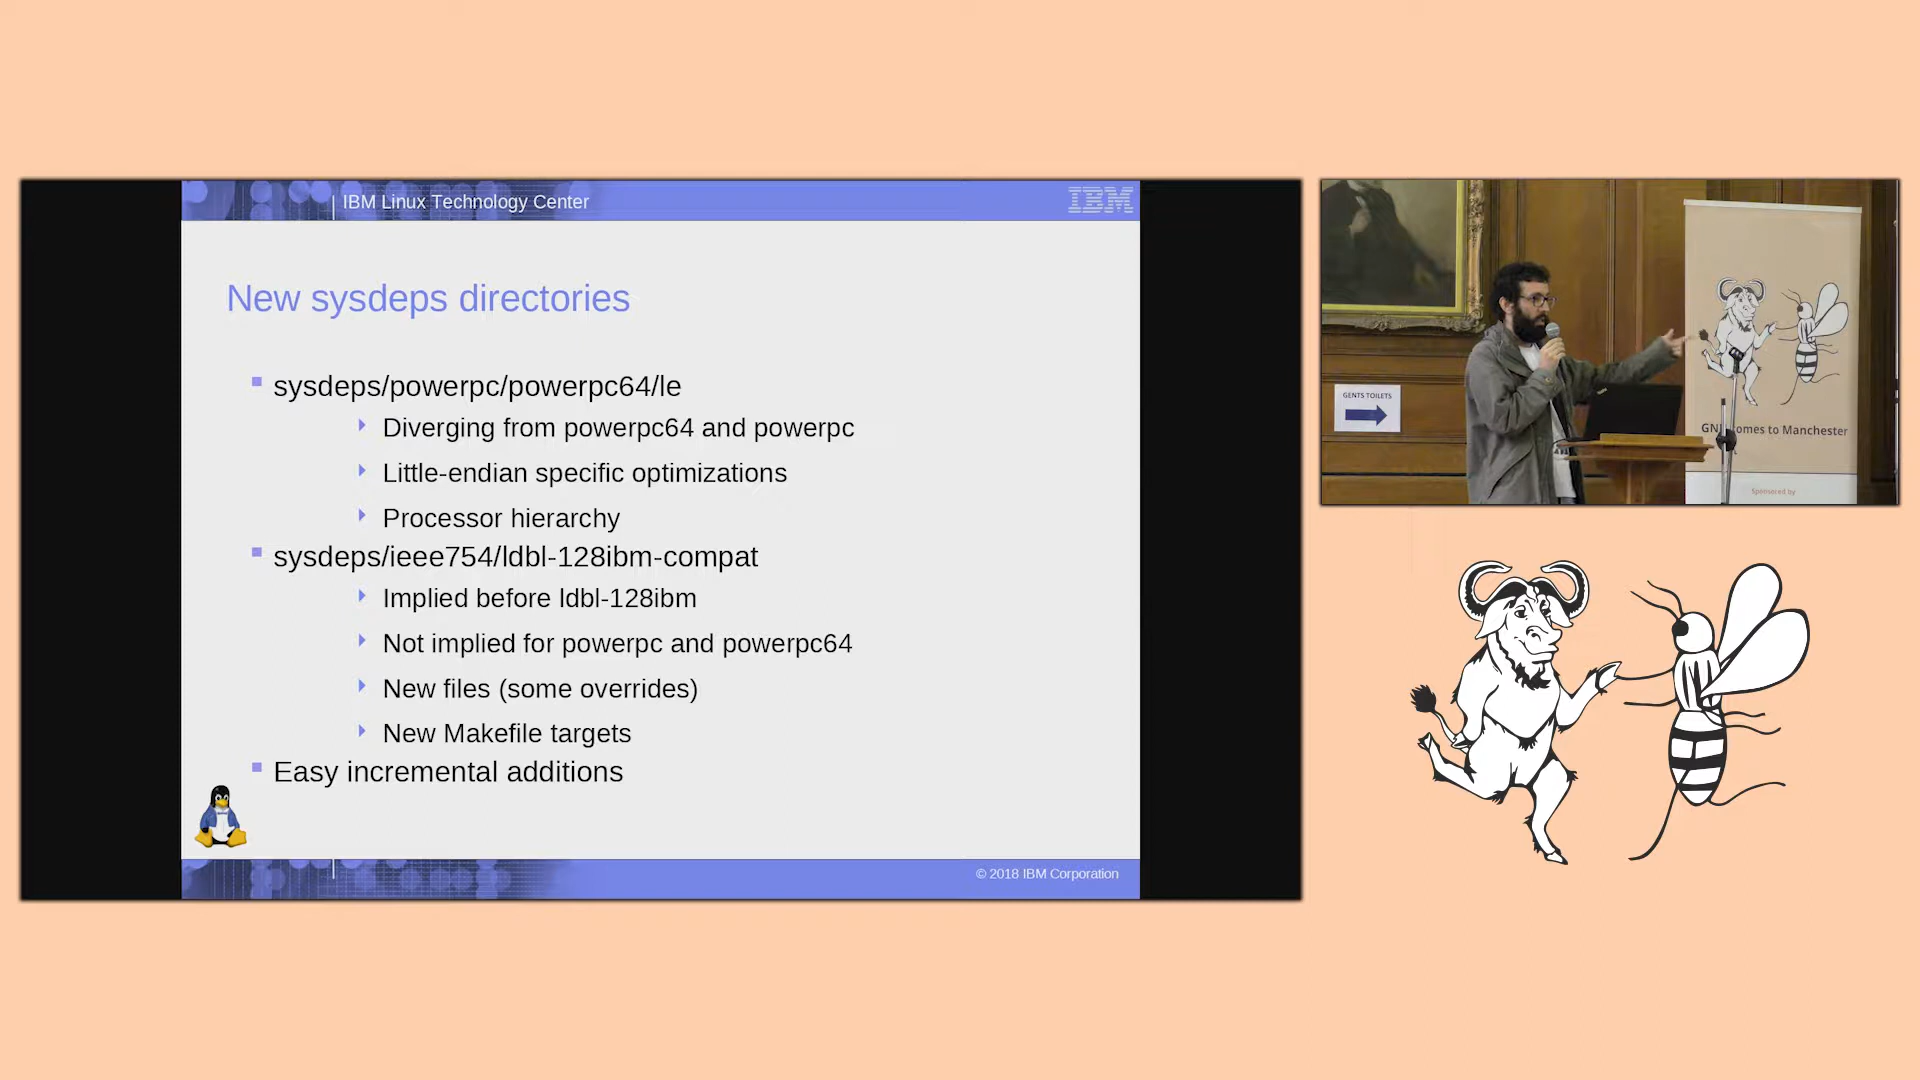 IBM Linux Technology Center
IBM
New sysdeps directories
sysdeps/powerpc/powerpc64/le
Diverging from powerpc64 and powerpc
Little-endian specific optimizations
Processor hierarchy
sysdeps/ieee754/ldbl-128ibm-compat
Implied before ldbl-128ibm
Not implied for powerpc and powerpc64
New files (some overrides)
New Makefile targets
Easy incremental additions
© 2018 IBM Corporation
GENTS TOILETS
to Manchester
Sponsored by